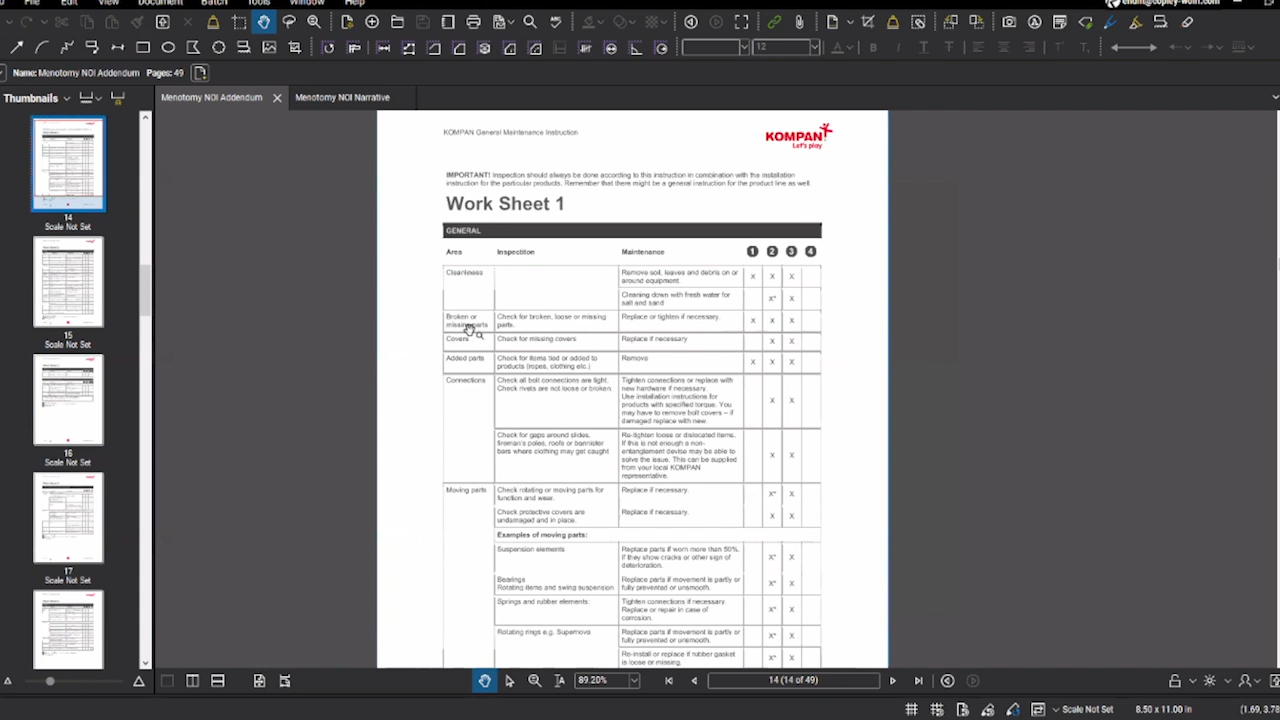 File Edit View Document Batch Tools Window
endm@copley-wolff.com
12
Name: Menotomy NOI Addendum Pages: 49
Thumbnails
Menotomy NOI Addendum
Menotomy NOI Narrative
14
Scale Not Set
15
Scale Not Set
16
Scale Not Set
17
Scale Not Set
KOMPAN General Maintenance Instruction
KOMPAN
Let's play
IMPORTANT! Inspection should always be done according to this instruction in combination with the installation
instruction for the particular products. Remember that there might be a general instruction for the product line as well.
Work Sheet 1
GENERAL
Area Inspection Maintenance 1 2 3 4
Cleanliness
Remove soil, leaves and debris on or
around equipment.
X X X
Cleaning down with fresh water for
salt and sand
X* X
Broken or
missing parts
Check for broken, loose or missing
parts.
Replace or tighten if necessary.
X X X
Covers Check for missing covers Replace if necessary X X
Added parts
Check for items tied or added to
products (ropes, clothing etc.)
Remove
X X X
Connections
Check all bolt connections are tight.
Check rivets are not loose or broken.
Tighten connections or replace with
new hardware if necessary.
Use installation instructions for
products with specified torque. You
may have to remove bolt covers – if
damaged replace with new.
X X
Check for gaps around slides,
fireman's poles, roofs or bannister
bars where clothing may get caught
Re-tighten loose or dislocated items.
If this is not enough a non-
entanglement devise may be able to
solve the issue. This can be supplied
from your local KOMPAN
representative.
X X
Moving parts
Check rotating or moving parts for
function and wear.
Replace if necessary.
X* X
Check protective covers are
undamaged and in place.
Replace if necessary.
X X
Examples of moving parts:
Suspension elements
Replace parts if worn more than 50%,
if they show cracks or other sign of
deterioration.
X* X
Bearings
Rotating items and swing suspension
Replace parts if movement is partly or
fully prevented or unsmooth.
X* X
Springs and rubber elements.
Tighten connections if necessary.
Replace or repair in case of
corrosion.
X* X
Rotating rings e.g. Supernova
Replace parts if movement is partly or
fully prevented or unsmooth.
X* X
Re-install or replace if rubber gasket
is loose or missing.
X* X
89.20%
14 (14 of 49)
Scale Not Set
8.50 x 11.00 in